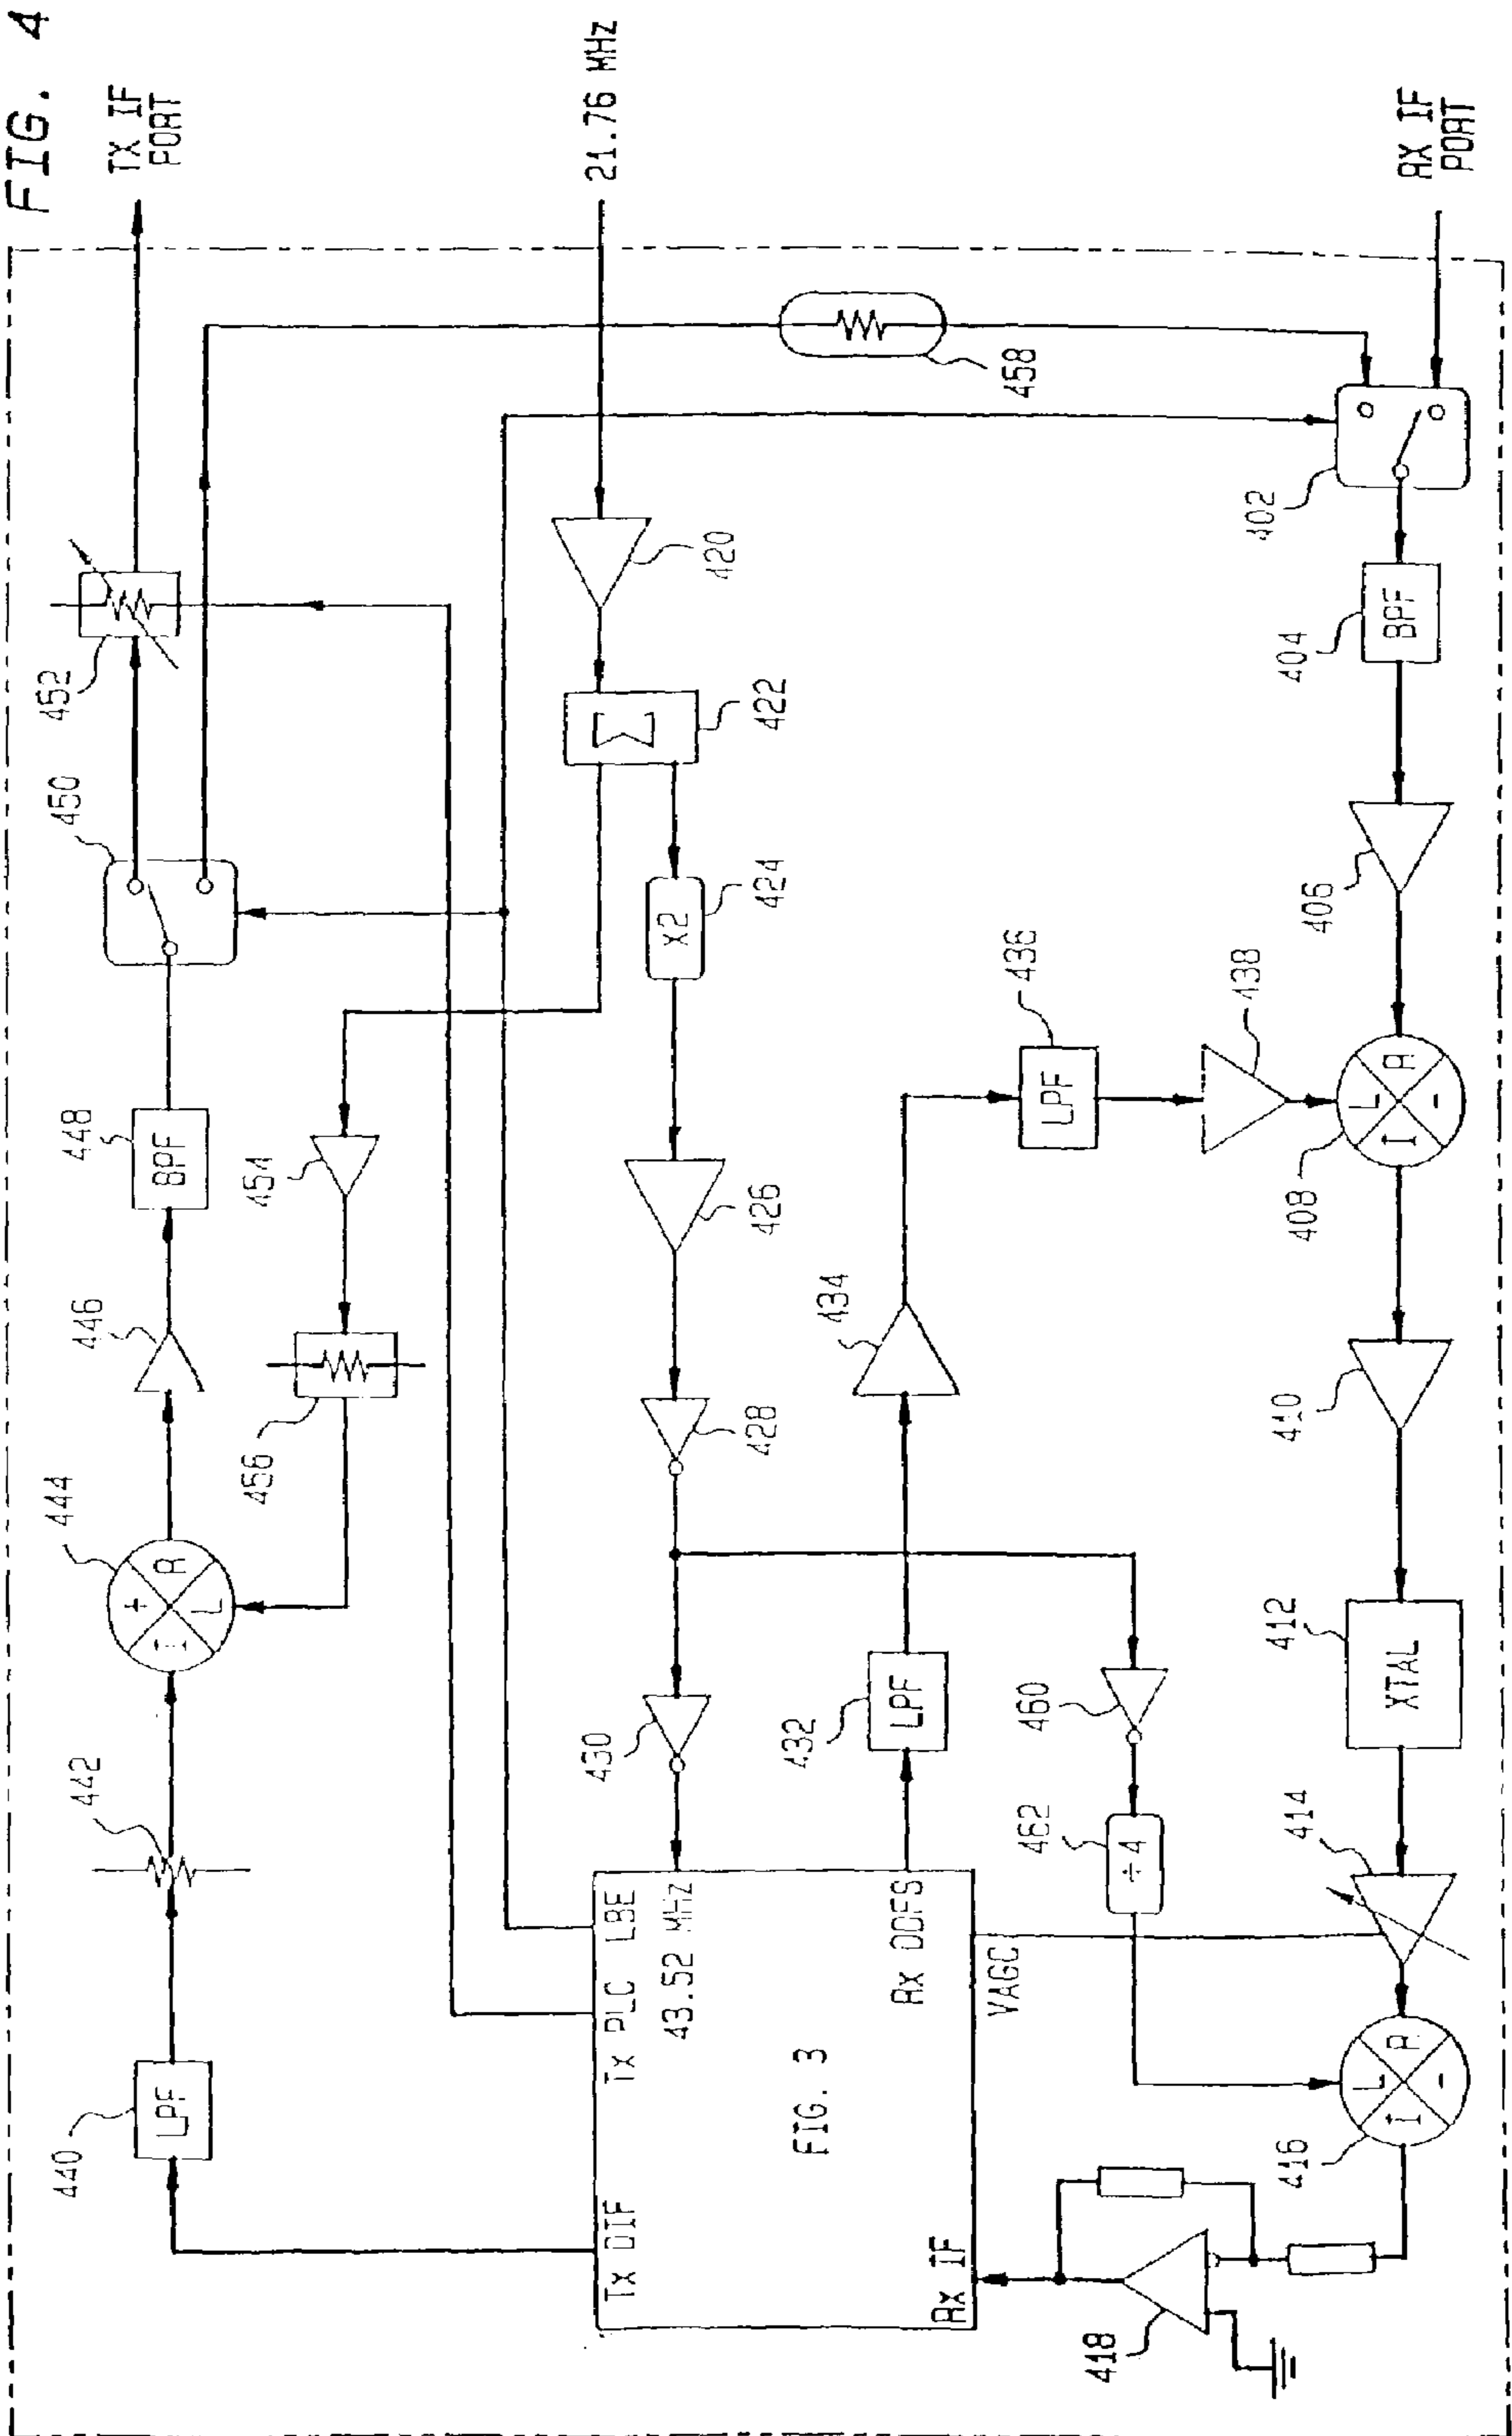 FIG. 4
TX IF
PORT
21.76 MHz
RX IF
PORT
452
450
448
BPF
446
444
+
I R
L
442
440
LPF
454
456
458
420
Σ
422
x2
424
426
428
430
434
432
LPF
436
LPF
438
402
404
BPF
406
408
L
I R
-
410
412
XTAL
414
460
462
÷4
416
L
I R
-
418
Tx DIF
Tx PLC
LBE
43.52 MHz
FIG. 3
Rx DDFS
VAGC
Rx IF